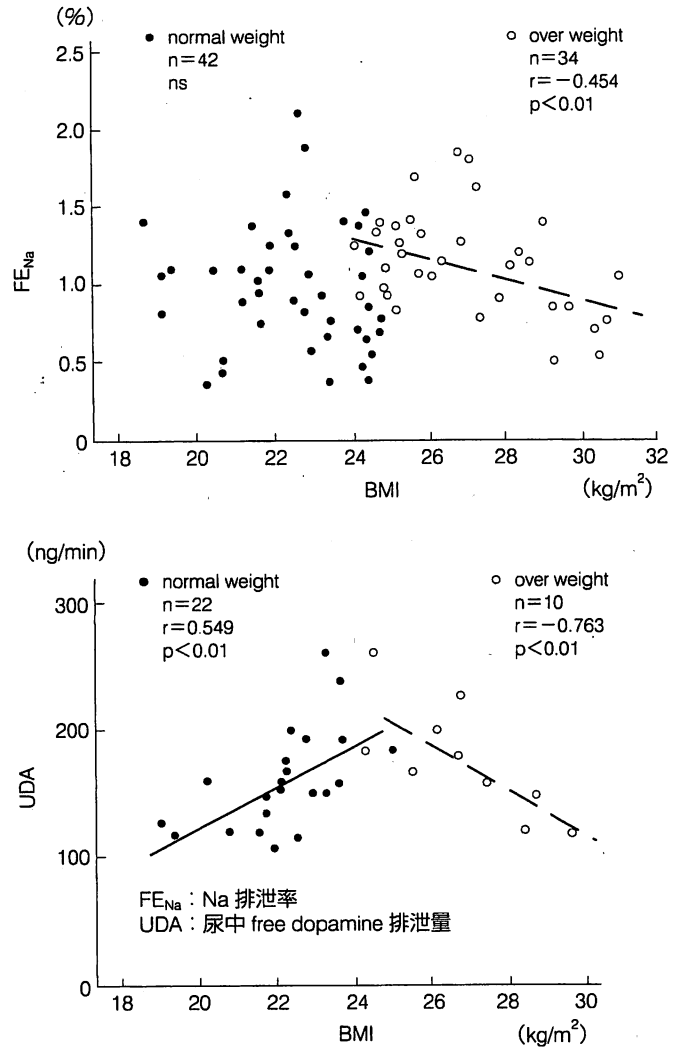 (%)
● normal weight
n=42
ns
○ over weight
n=34
r=−0.454
p<0.01
2.5
2.0
1.5
1.0
0.5
0
FENa
18 20 22 24 26 28 30 32
BMI (kg/m²)
(ng/min)
● normal weight
n=22
r=0.549
p<0.01
○ over weight
n=10
r=−0.763
p<0.01
300
200
100
0
UDA
FENa：Na 排泄率
UDA：尿中 free dopamine 排泄量
18 20 22 24 26 28 30
BMI (kg/m²)